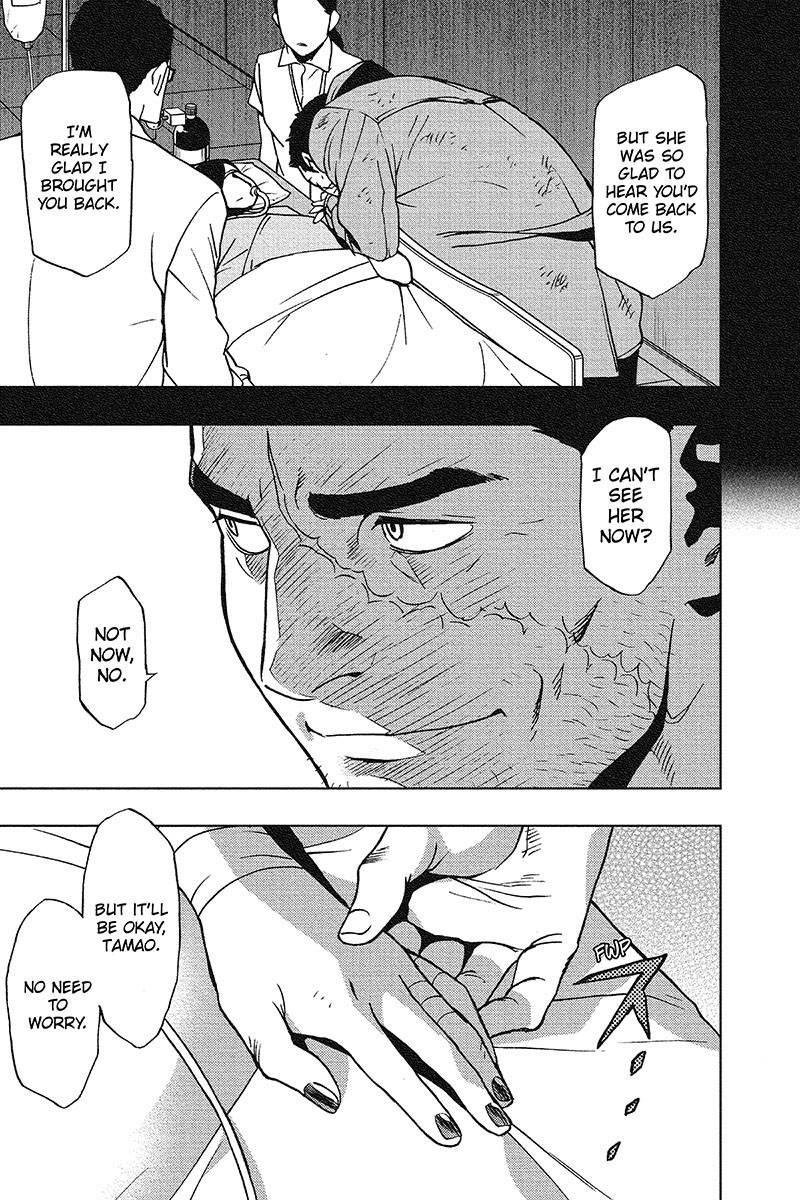 BUT SHE
WAS SO
GLAD TO
HEAR YOU'D
COME BACK
TO US.
I'M
REALLY
GLAD I
BROUGHT
YOU BACK.
I CAN'T
SEE
HER
NOW?
NOT
NOW,
NO.
BUT IT'LL
BE OKAY,
TAMAO.
NO NEED
TO
WORRY.
FWP